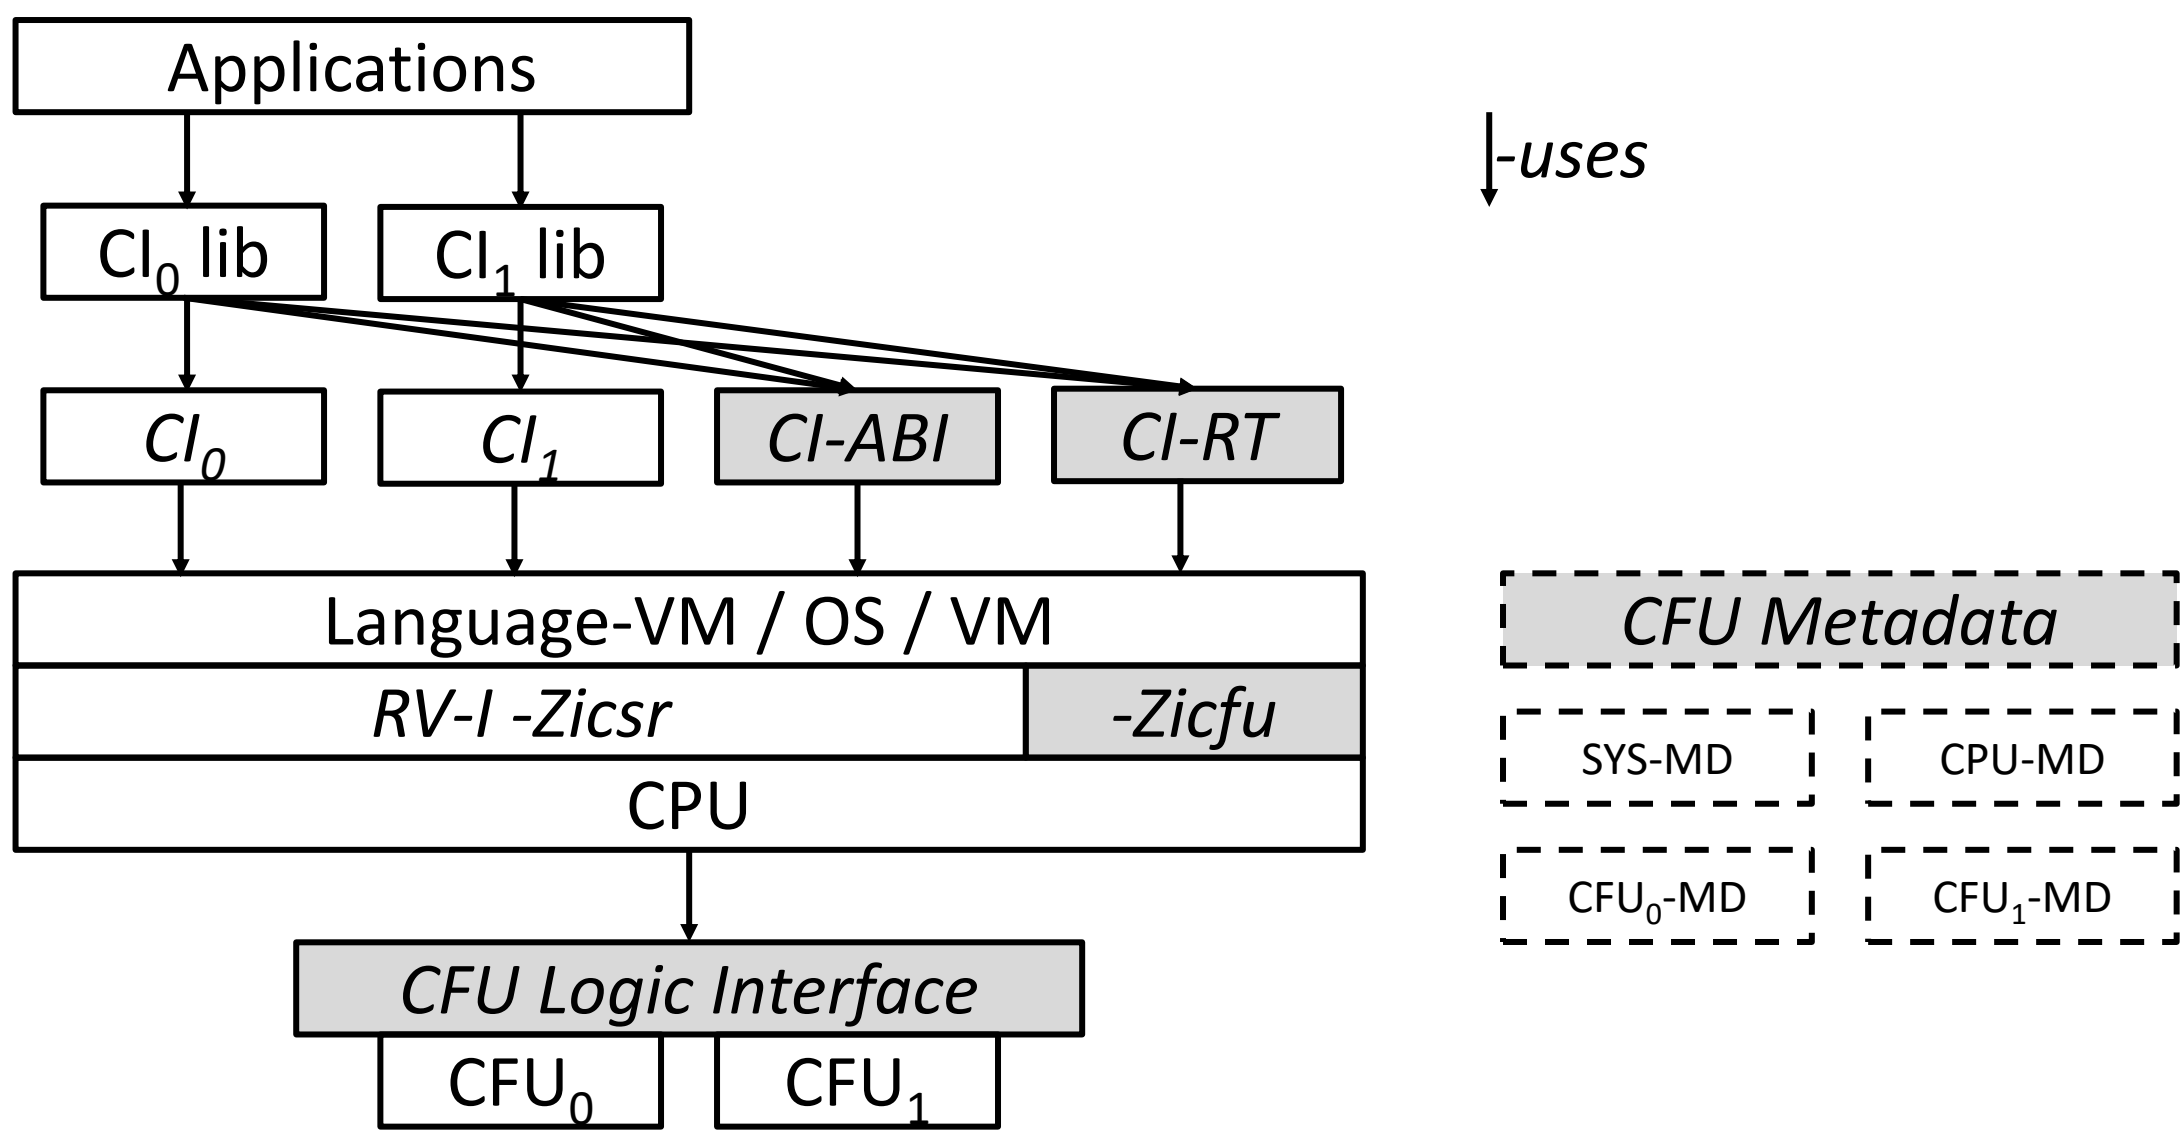 Applications
-uses
CI₀ lib
CI₁ lib
CI₀
CI₁
CI-ABI
CI-RT
Language-VM / OS / VM
CFU Metadata
RV-I -Zicsr
-Zicfu
SYS-MD
CPU-MD
CPU
CFU₀-MD
CFU₁-MD
CFU Logic Interface
CFU₀
CFU₁